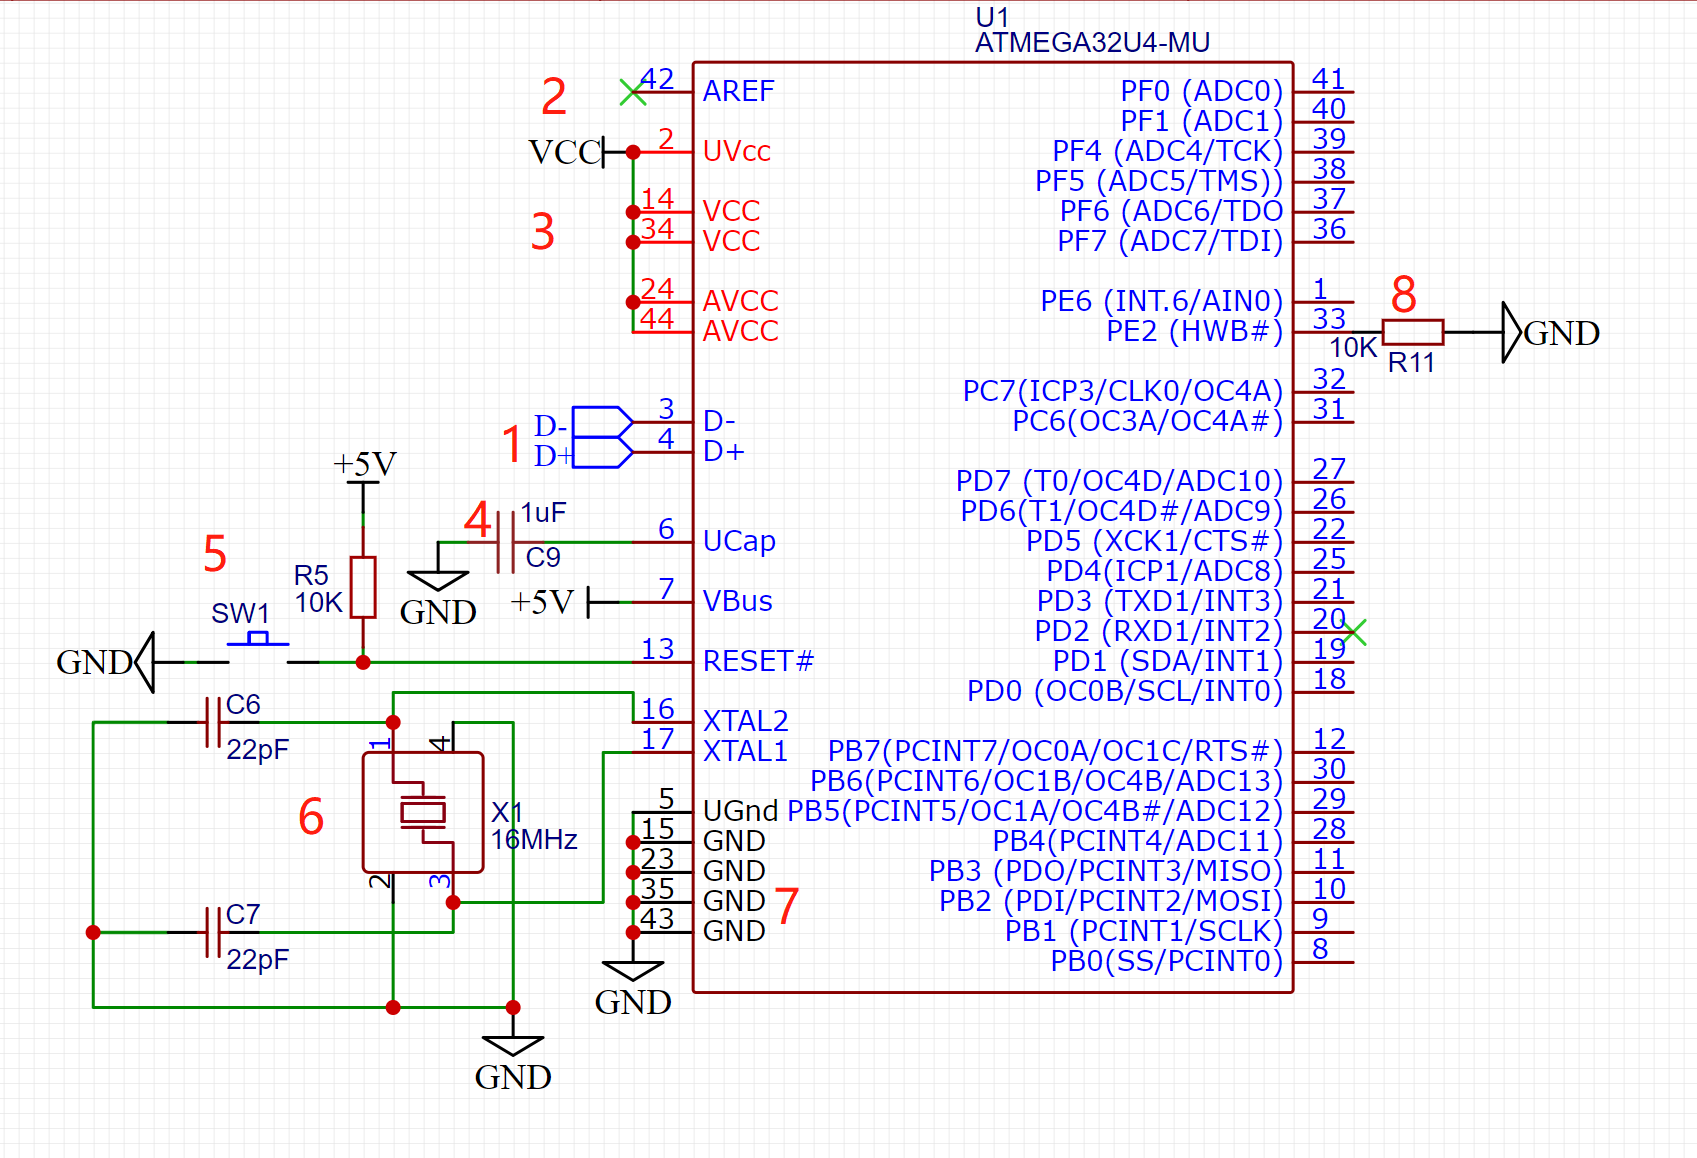 U1
ATMEGA32U4-MU
2
42
AREF
VCC
2
UVcc
3
14
VCC
34
VCC
24
AVCC
44
AVCC
1
D-
3
D-
D+
4
D+
+5V
4
1uF
C9
GND
6
UCap
5
R5
10K
+5V
7
VBus
SW1
GND
13
RESET#
C6
22pF
16
XTAL2
17
XTAL1
1
4
6
X1
16MHz
2
3
C7
22pF
GND
5
UGnd
15
GND
23
GND
35
GND
43
GND
7
GND
PF0 (ADC0)
41
PF1 (ADC1)
40
PF4 (ADC4/TCK)
39
PF5 (ADC5/TMS))
38
PF6 (ADC6/TDO
37
PF7 (ADC7/TDI)
36
PE6 (INT.6/AIN0)
1
PE2 (HWB#)
33
8
10K
R11
GND
PC7(ICP3/CLK0/OC4A)
32
PC6(OC3A/OC4A#)
31
PD7 (T0/OC4D/ADC10)
27
PD6(T1/OC4D#/ADC9)
26
PD5 (XCK1/CTS#)
22
PD4(ICP1/ADC8)
25
PD3 (TXD1/INT3)
21
PD2 (RXD1/INT2)
20
PD1 (SDA/INT1)
19
PD0 (OC0B/SCL/INT0)
18
PB7(PCINT7/OC0A/OC1C/RTS#)
12
PB6(PCINT6/OC1B/OC4B/ADC13)
30
PB5(PCINT5/OC1A/OC4B#/ADC12)
29
PB4(PCINT4/ADC11)
28
PB3 (PDO/PCINT3/MISO)
11
PB2 (PDI/PCINT2/MOSI)
10
PB1 (PCINT1/SCLK)
9
PB0(SS/PCINT0)
8